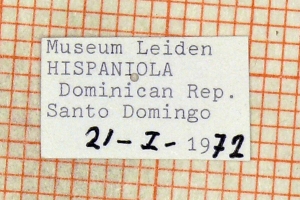 Museum Leiden
HISPANIOLA
Dominican Rep.
Santo Domingo
21-I-1972